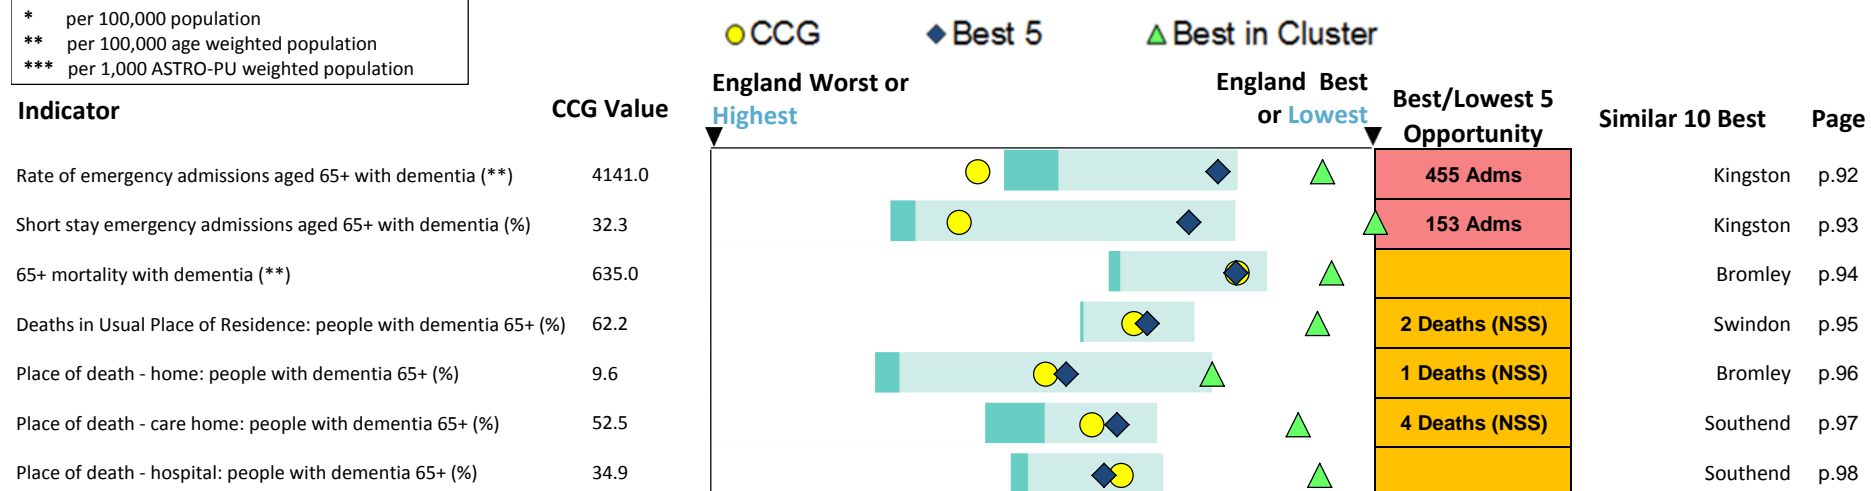 * per 100,000 population
** per 100,000 age weighted population
*** per 1,000 ASTRO-PU weighted population
CCG Best 5 Best in Cluster
Indicator CCG Value England Worst or Highest England Best or Lowest Best/Lowest 5 Opportunity Similar 10 Best Page
Rate of emergency admissions aged 65+ with dementia (**) 4141.0 455 Adms Kingston p.92
Short stay emergency admissions aged 65+ with dementia (%) 32.3 153 Adms Kingston p.93
65+ mortality with dementia (**) 635.0 Bromley p.94
Deaths in Usual Place of Residence: people with dementia 65+ (%) 62.2 2 Deaths (NSS) Swindon p.95
Place of death - home: people with dementia 65+ (%) 9.6 1 Deaths (NSS) Bromley p.96
Place of death - care home: people with dementia 65+ (%) 52.5 4 Deaths (NSS) Southend p.97
Place of death - hospital: people with dementia 65+ (%) 34.9 Southend p.98